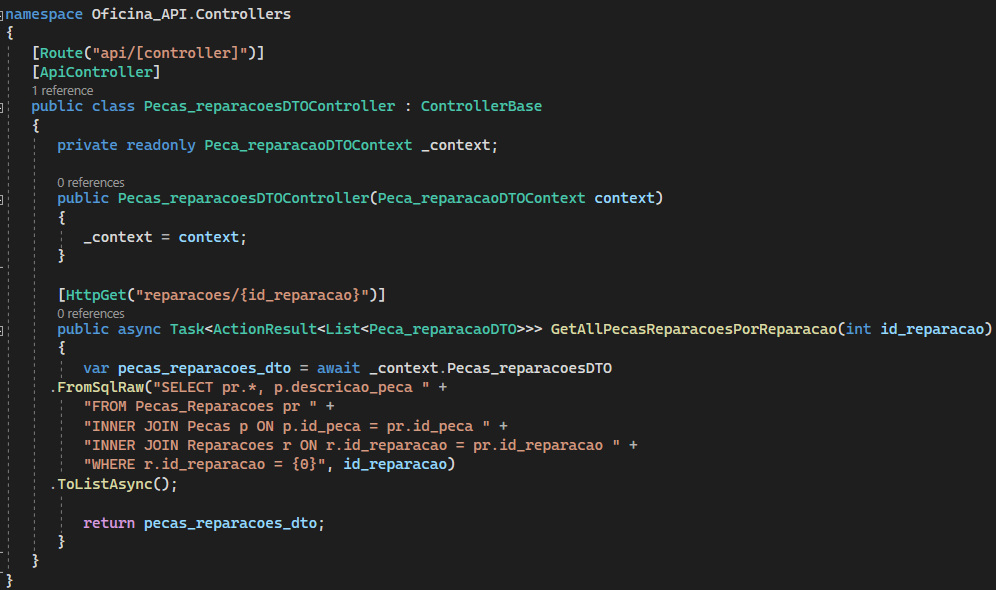 namespace Oficina_API.Controllers
{
[Route("api/[controller]")]
[ApiController]
1 reference
public class Pecas_reparacoesDTOController : ControllerBase
{
private readonly Peca_reparacaoDTOContext _context;
0 references
public Pecas_reparacoesDTOController(Peca_reparacaoDTOContext context)
{
_context = context;
}
[HttpGet("reparacoes/{id_reparacao}")]
0 references
public async Task<ActionResult<List<Peca_reparacaoDTO>>> GetAllPecasReparacoesPorReparacao(int id_reparacao)
{
var pecas_reparacoes_dto = await _context.Pecas_reparacoesDTO
.FromSqlRaw("SELECT pr.*, p.descricao_peca " +
"FROM Pecas_Reparacoes pr " +
"INNER JOIN Pecas p ON p.id_peca = pr.id_peca " +
"INNER JOIN Reparacoes r ON r.id_reparacao = pr.id_reparacao " +
"WHERE r.id_reparacao = {0}", id_reparacao)
.ToListAsync();
return pecas_reparacoes_dto;
}
}
}